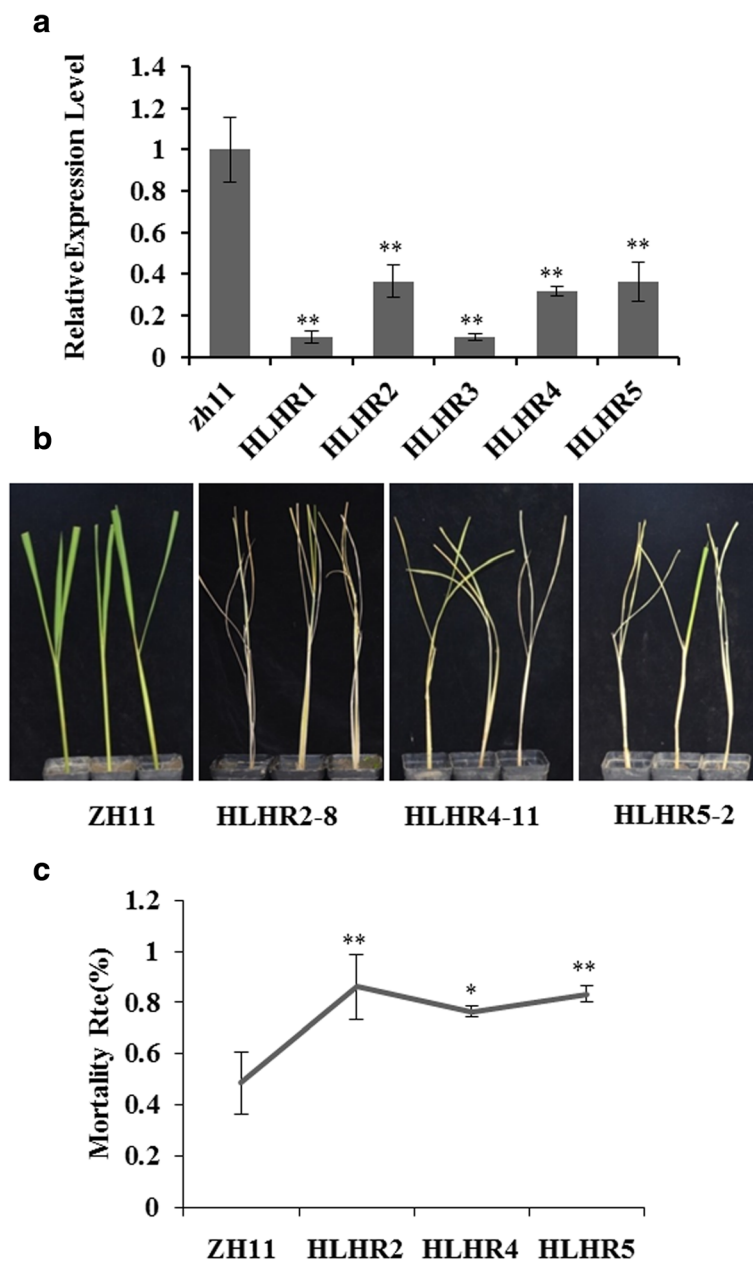 a
Relative Expression Level
1.4
1.2
1
0.8
0.6
0.4
0.2
0
**
**
**
**
**
zh11
HLHR1
HLHR2
HLHR3
HLHR4
HLHR5
b
ZH11
HLHR2-8
HLHR4-11
HLHR5-2
c
Mortality Rte(%)
1.2
1
0.8
0.6
0.4
0.2
0
**
*
**
ZH11
HLHR2
HLHR4
HLHR5